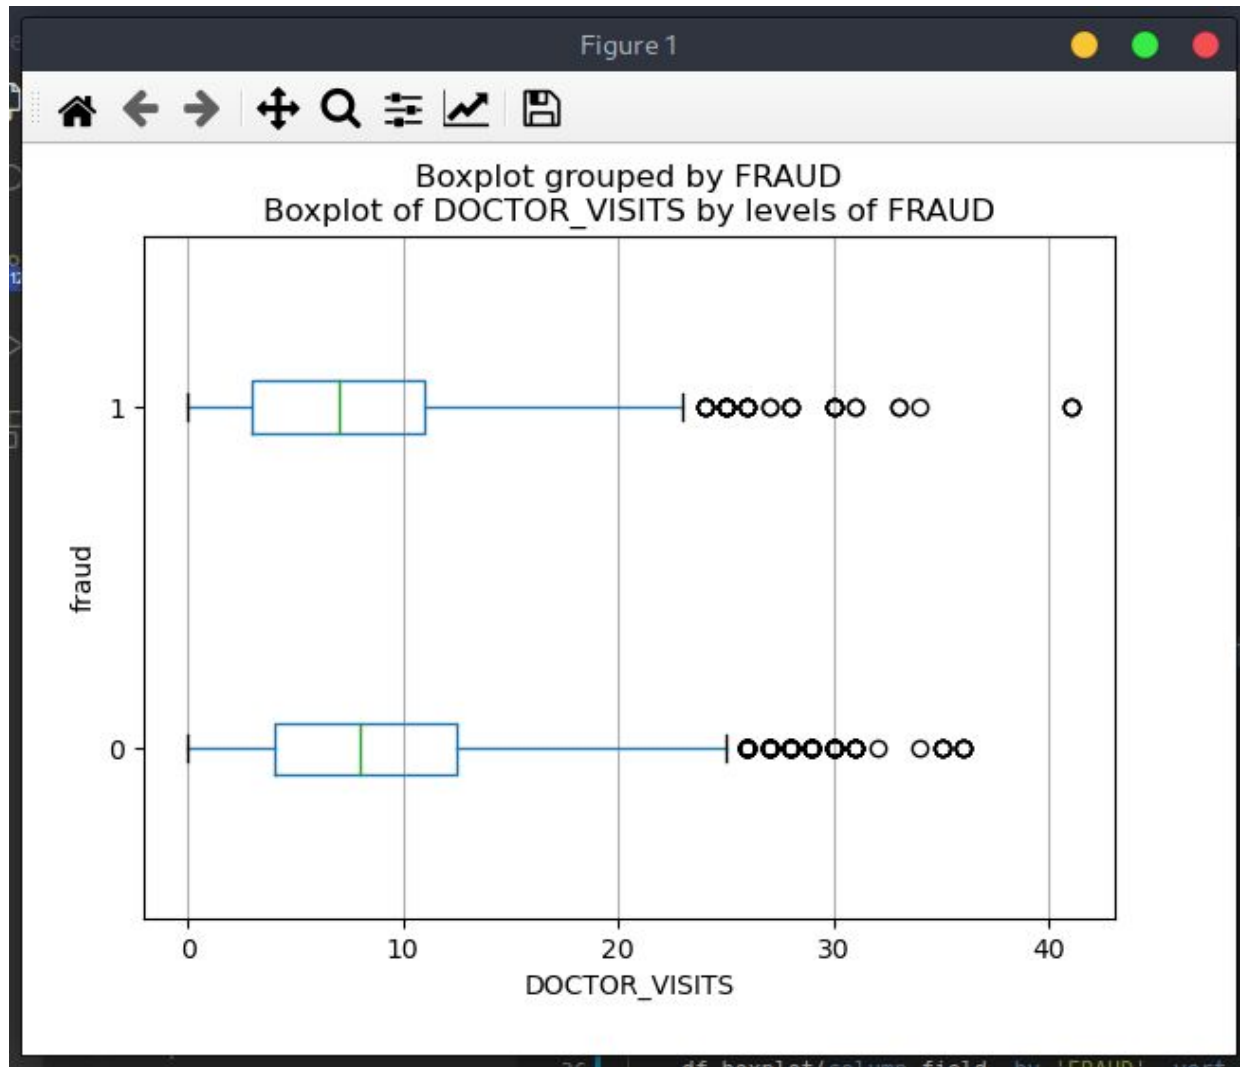 Figure 1
Boxplot grouped by FRAUD
Boxplot of DOCTOR_VISITS by levels of FRAUD
1
fraud
0
0 10 20 30 40
DOCTOR_VISITS